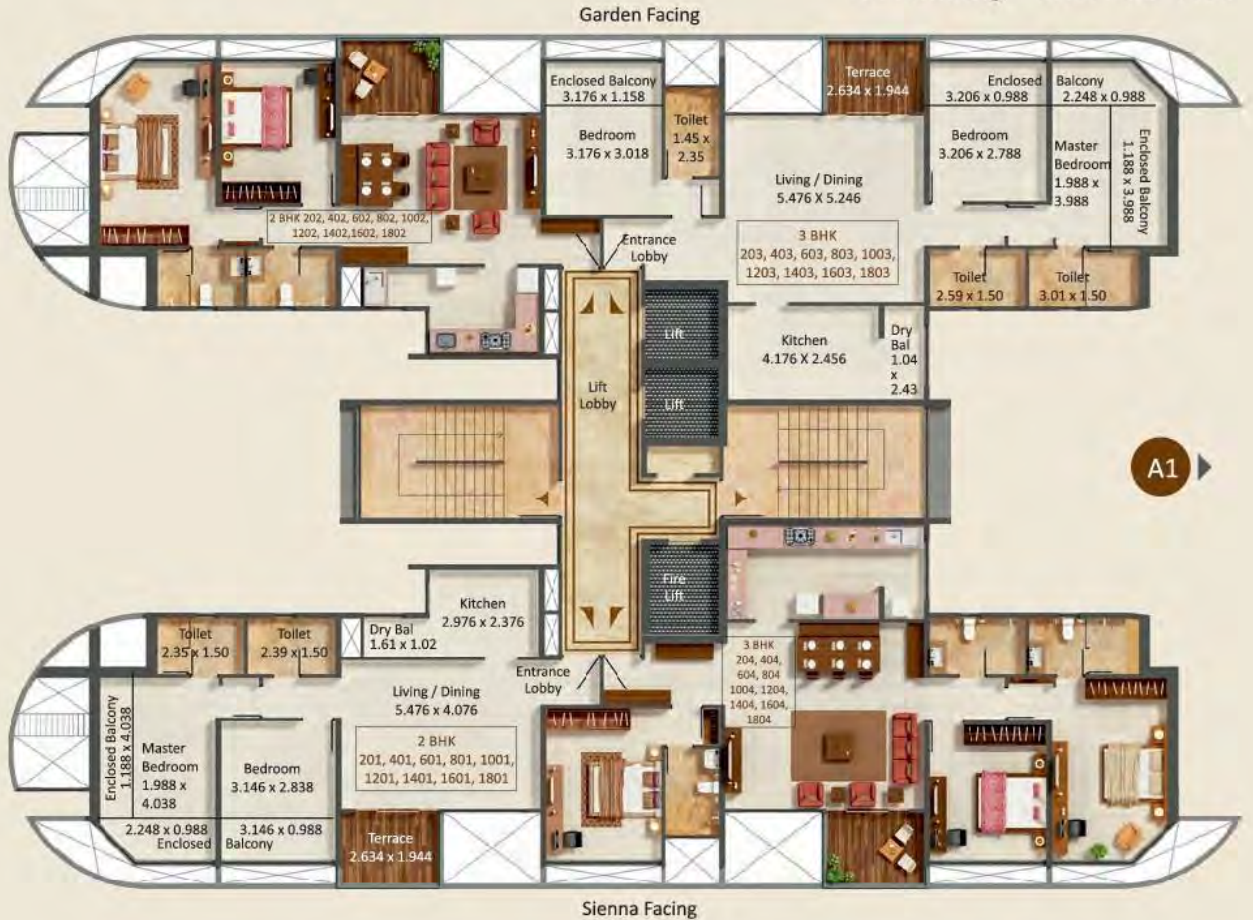 Garden Facing
Enclosed Balcony
3.176 x 1.158
Bedroom
3.176 x 3.018
Toilet
1.45 x
2.35
Terrace
2.634 x 1.944
Enclosed
3.206 x 0.988
Balcony
2.248 x 0.988
Bedroom
3.206 x 2.788
Master
Bedroom
1.988 x
3.988
Enclosed Balcony
1.188 x 3.988
Living / Dining
5.476 X 5.246
2 BHK 202, 402, 602, 802, 1002,
1202, 1402,1602, 1802
3 BHK
203, 403, 603, 803, 1003,
1203, 1403, 1603, 1803
Entrance
Lobby
Toilet
2.59 x 1.50
Toilet
3.01 x 1.50
Lift
Kitchen
4.176 X 2.456
Dry
Bal
1.04
x
2.43
Lift
Lobby
Lift
A1
Fire
Lift
Kitchen
2.976 x 2.376
Dry Bal
1.61 x 1.02
Toilet
2.35 x 1.50
Toilet
2.39 x 1.50
Entrance
Lobby
3 BHK
204, 404,
604, 804
1004, 1204,
1404, 1604,
1804
Living / Dining
5.476 x 4.076
Enclosed Balcony
1.188 x 4.038
Master
Bedroom
1.988 x
4.038
Bedroom
3.146 x 2.838
2 BHK
201, 401, 601, 801, 1001,
1201, 1401, 1601, 1801
2.248 x 0.988
Enclosed
3.146 x 0.988
Balcony
Terrace
2.634 x 1.944
Sienna Facing